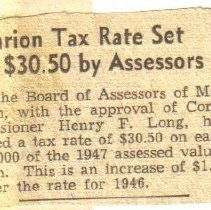 arion Tax Rate Set
$30.50 by Assessors
he Board of Assessors of M
n, with the approval of Com
sioner Henry F. Long, h
ed a tax rate of $30.50 on ea
000 of the 1947 assessed valu
n. This is an increase of $1.
er the rate for 1946.